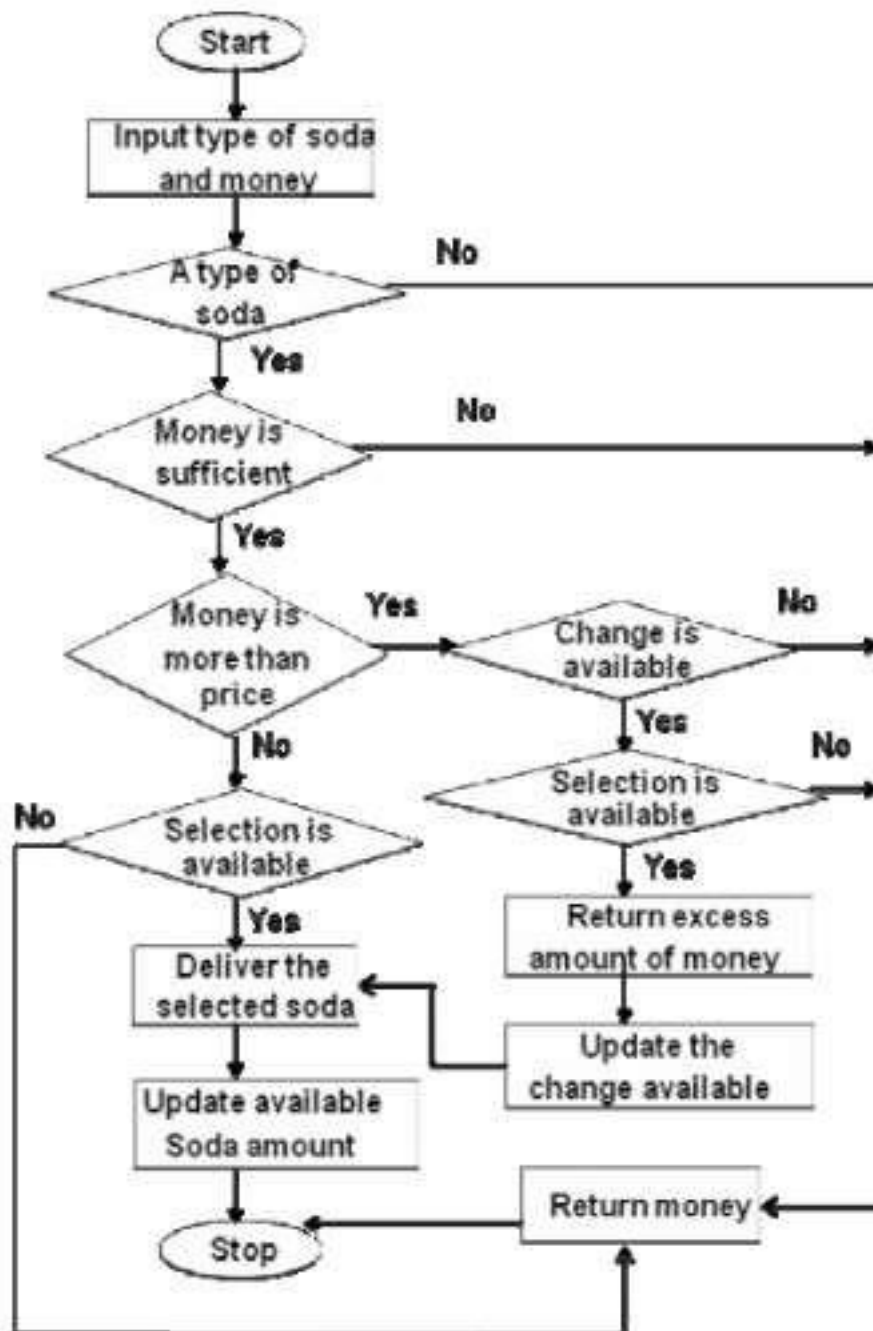 Start
Input type of soda
and money
A type of
soda
No
Yes
Money is
sufficient
No
Yes
Money is
more than
price
Yes
Change is
available
No
No
Yes
Selection is
available
No
No
Selection is
available
Yes
Yes
Return excess
amount of money
Deliver the
selected soda
Update the
change available
Update available
Soda amount
Return money
Stop